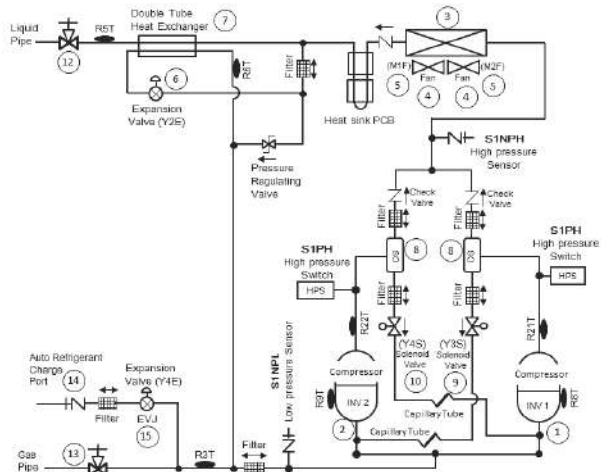 Double Tube
Heat Exchanger
7
3
Liquid
Pipe
R5T
12
R6T
6
Expansion
Valve (Y2E)
Filter
(M1F)
Fan
Fan
(M2F)
5
4
4
5
Heat sink PCB
Pressure
Regulating
Valve
S1NPH
High pressure
Sensor
Check
Valve
Check
Valve
Filter
Filter
S1PH
High pressure
Switch
HPS
OS
8
8
OS
S1PH
High pressure
Switch
HPS
Filter
Filter
R22T
R21T
(Y4S)
Solenoid
Valve
10
(Y3S)
Solenoid
Valve
9
Auto Refrigerant
Charge
Port
14
Expansion
Valve (Y4E)
Filter
EVJ
15
S1NPL
Low pressure Sensor
Compressor
R9T
INV 2
2
Capillary Tube
Capillary Tube
Compressor
INV 1
R8T
1
Gas
Pipe
13
R3T
Filter